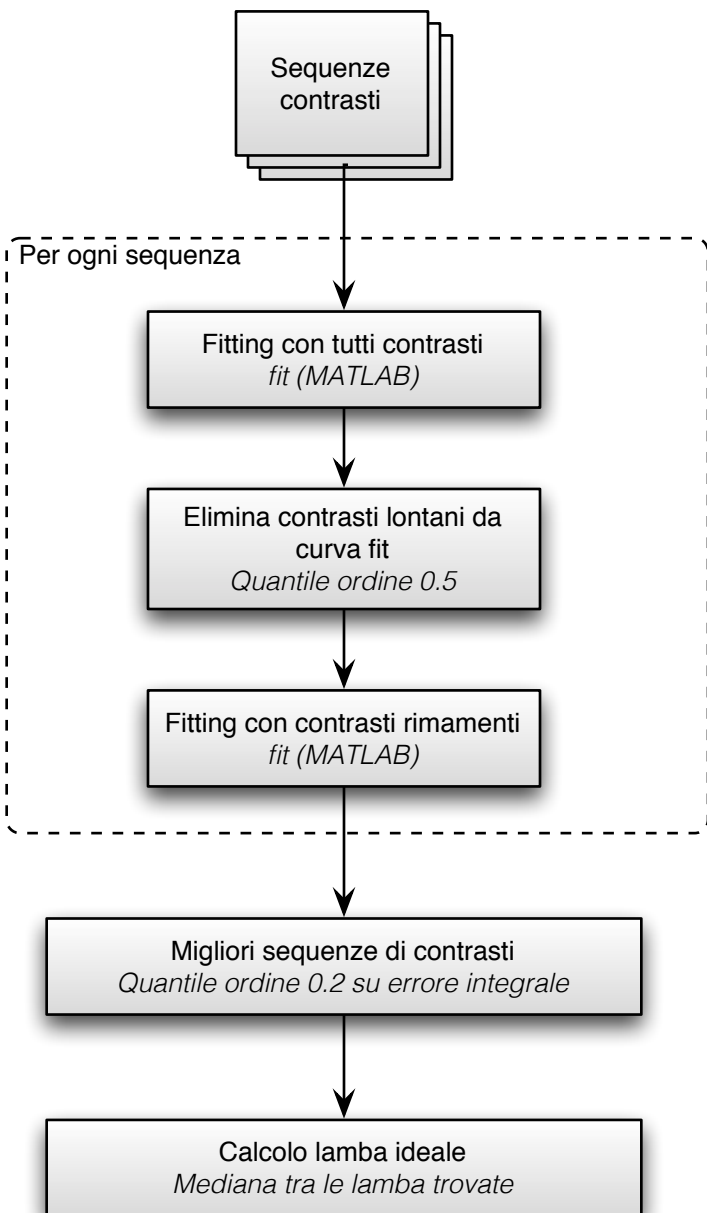 Sequenze
contrasti
Per ogni sequenza
Fitting con tutti contrasti
fit (MATLAB)
Elimina contrasti lontani da
curva fit
Quantile ordine 0.5
Fitting con contrasti rimamenti
fit (MATLAB)
Migliori sequenze di contrasti
Quantile ordine 0.2 su errore integrale
Calcolo lamba ideale
Mediana tra le lamba trovate